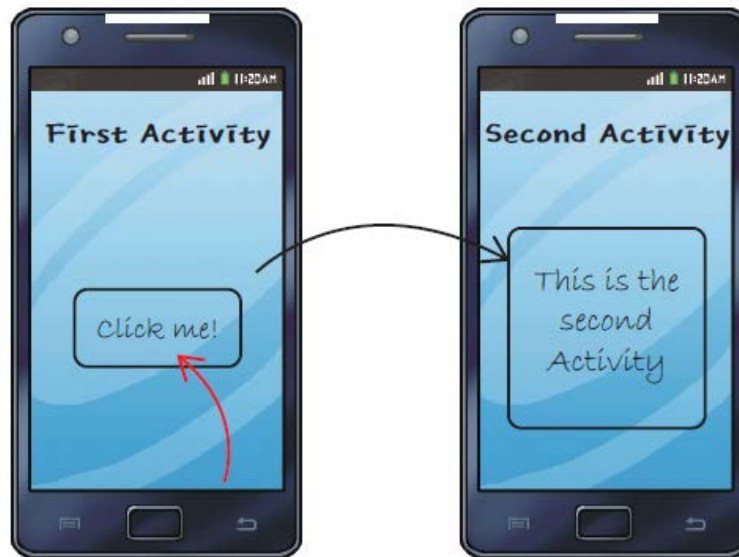 11:20AM
First Activity
Click me!
11:20AM
Second Activity
This is the
second
Activity